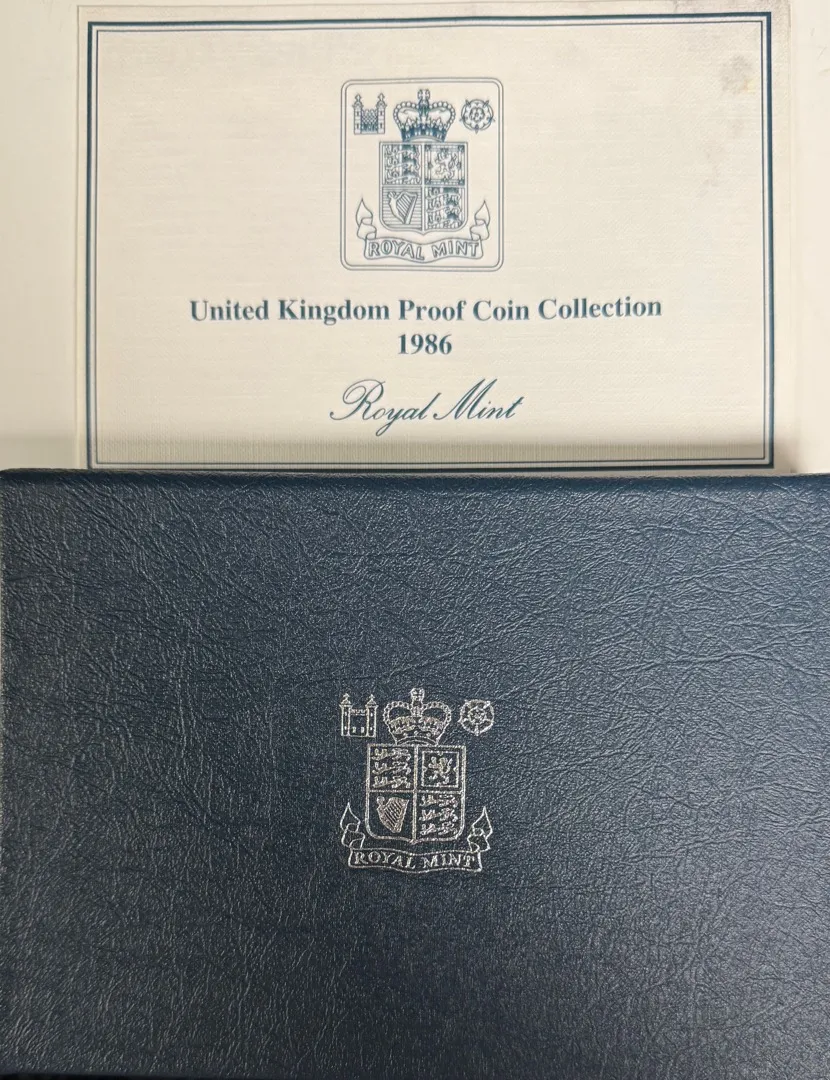 ROYAL MINT
United Kingdom Proof Coin Collection
1986
Royal Mint
ROYAL MINT